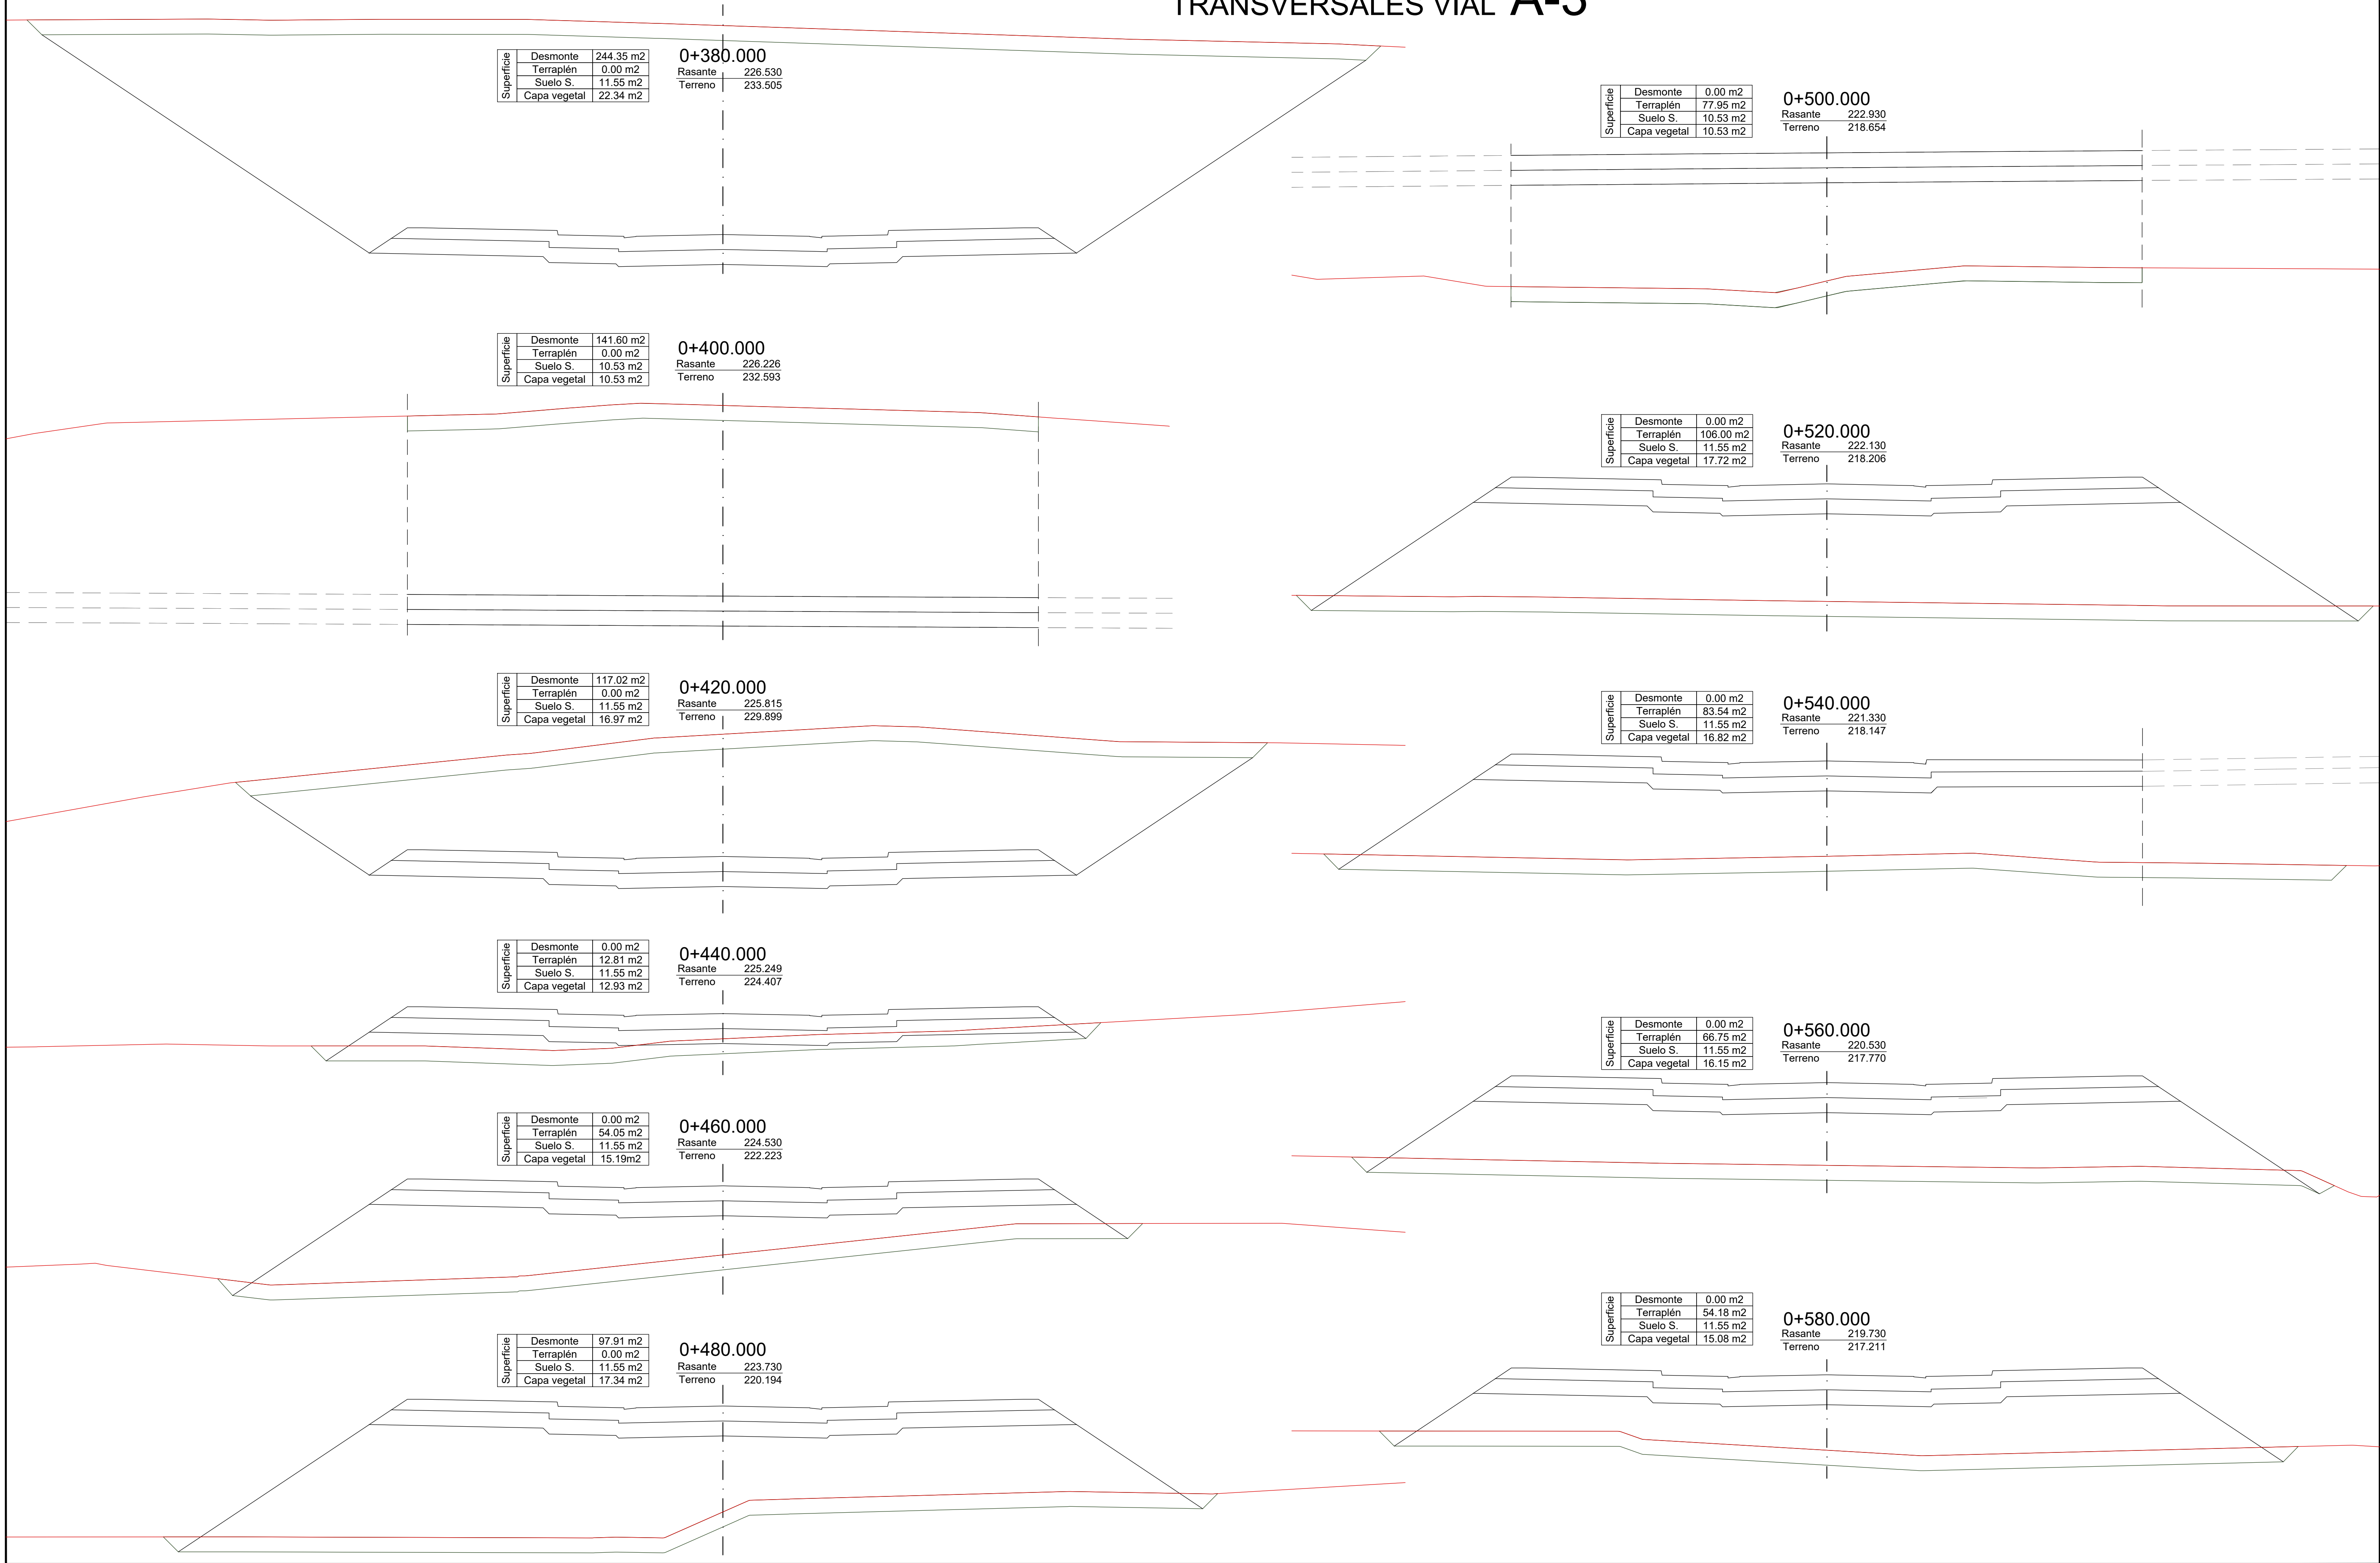 TRANSVERSALES VIAL A-3
Superficie
Desmonte 244.35 m2
Terraplén 0.00 m2
Suelo S. 11.55 m2
Capa vegetal 22.34 m2
0+380.000
Rasante 226.530
Terreno 233.505
Superficie
Desmonte 141.60 m2
Terraplén 0.00 m2
Suelo S. 10.53 m2
Capa vegetal 10.53 m2
0+400.000
Rasante 226.226
Terreno 232.593
Superficie
Desmonte 117.02 m2
Terraplén 0.00 m2
Suelo S. 11.55 m2
Capa vegetal 16.97 m2
0+420.000
Rasante 225.815
Terreno 229.899
Superficie
Desmonte 0.00 m2
Terraplén 12.81 m2
Suelo S. 11.55 m2
Capa vegetal 12.93 m2
0+440.000
Rasante 225.249
Terreno 224.407
Superficie
Desmonte 0.00 m2
Terraplén 54.05 m2
Suelo S. 11.55 m2
Capa vegetal 15.19m2
0+460.000
Rasante 224.530
Terreno 222.223
Superficie
Desmonte 97.91 m2
Terraplén 0.00 m2
Suelo S. 11.55 m2
Capa vegetal 17.34 m2
0+480.000
Rasante 223.730
Terreno 220.194
Superficie
Desmonte 0.00 m2
Terraplén 77.95 m2
Suelo S. 10.53 m2
Capa vegetal 10.53 m2
0+500.000
Rasante 222.930
Terreno 218.654
Superficie
Desmonte 0.00 m2
Terraplén 106.00 m2
Suelo S. 11.55 m2
Capa vegetal 17.72 m2
0+520.000
Rasante 222.130
Terreno 218.206
Superficie
Desmonte 0.00 m2
Terraplén 83.54 m2
Suelo S. 11.55 m2
Capa vegetal 16.82 m2
0+540.000
Rasante 221.330
Terreno 218.147
Superficie
Desmonte 0.00 m2
Terraplén 66.75 m2
Suelo S. 11.55 m2
Capa vegetal 16.15 m2
0+560.000
Rasante 220.530
Terreno 217.770
Superficie
Desmonte 0.00 m2
Terraplén 54.18 m2
Suelo S. 11.55 m2
Capa vegetal 15.08 m2
0+580.000
Rasante 219.730
Terreno 217.211